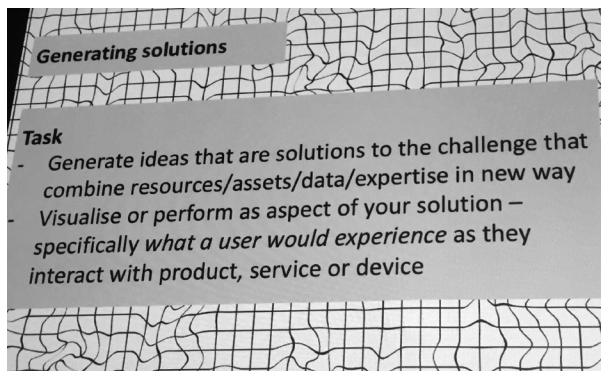 Generating solutions
Task
- Generate ideas that are solutions to the challenge that
combine resources/assets/data/expertise in new way
- Visualise or perform as aspect of your solution –
specifically what a user would experience as they
interact with product, service or device